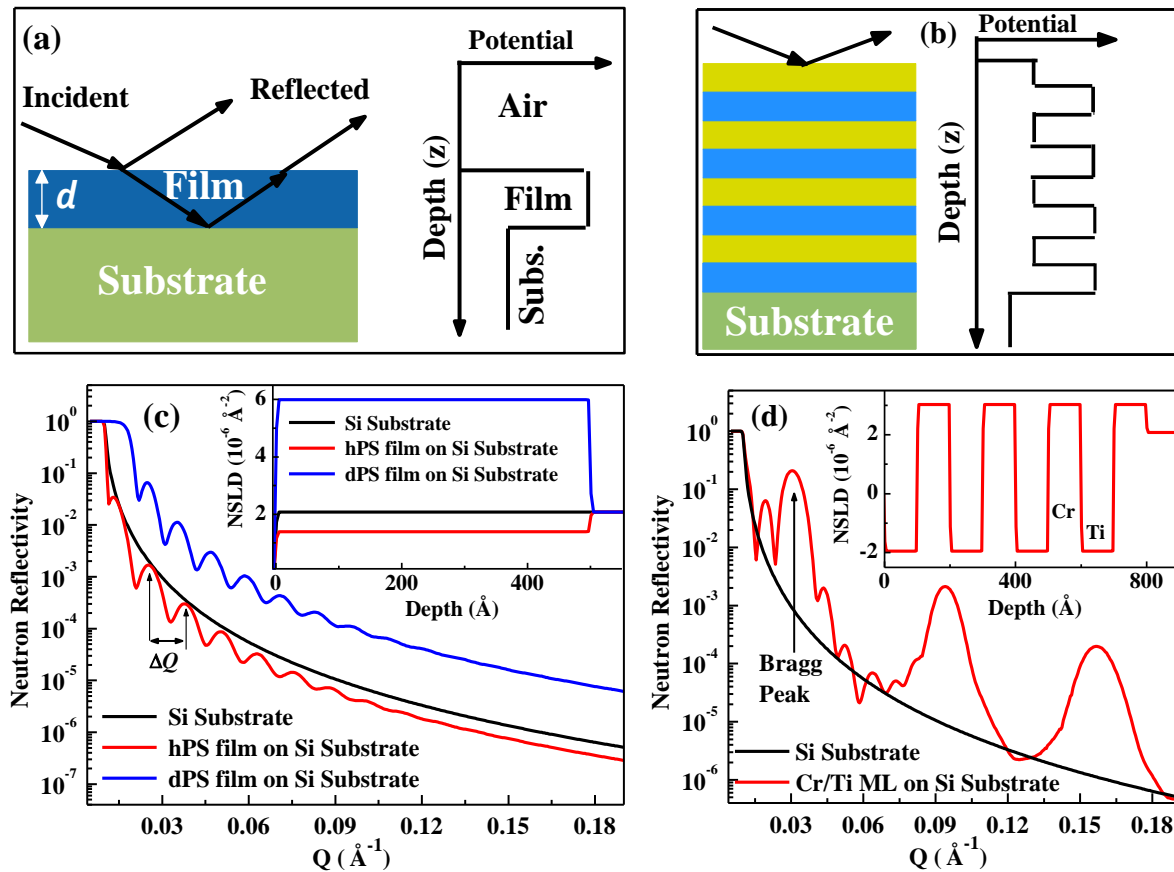 (a)
Potential
Incident
Reflected
Air
Depth (z)
d
Film
Film
Substrate
Subs.
(b)
Potential
Depth (z)
Substrate
(c)
NSLD (10⁻⁶ Å⁻²)
6
4
2
Si Substrate
hPS film on Si Substrate
dPS film on Si Substrate
0
200
400
Depth (Å)
Neutron Reflectivity
10⁰
10⁻¹
10⁻²
10⁻³
10⁻⁴
10⁻⁵
10⁻⁶
10⁻⁷
ΔQ
Si Substrate
hPS film on Si Substrate
dPS film on Si Substrate
0.03
0.06
0.09
0.12
0.15
0.18
Q ( Å⁻¹)
(d)
NSLD (10⁻⁶ Å⁻²)
2
0
-2
Cr
Ti
0
400
800
Depth (Å)
Neutron Reflectivity
10⁰
10⁻¹
10⁻²
10⁻³
10⁻⁴
10⁻⁵
10⁻⁶
Bragg
Peak
Si Substrate
Cr/Ti ML on Si Substrate
0.03
0.06
0.09
0.12
0.15
0.18
Q ( Å⁻¹)